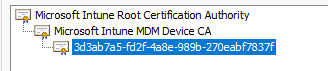 Microsoft Intune Root Certification Authority
Microsoft Intune MDM Device CA
3d3ab7a5-fd2f-4a8e-989b-270eabf7837f